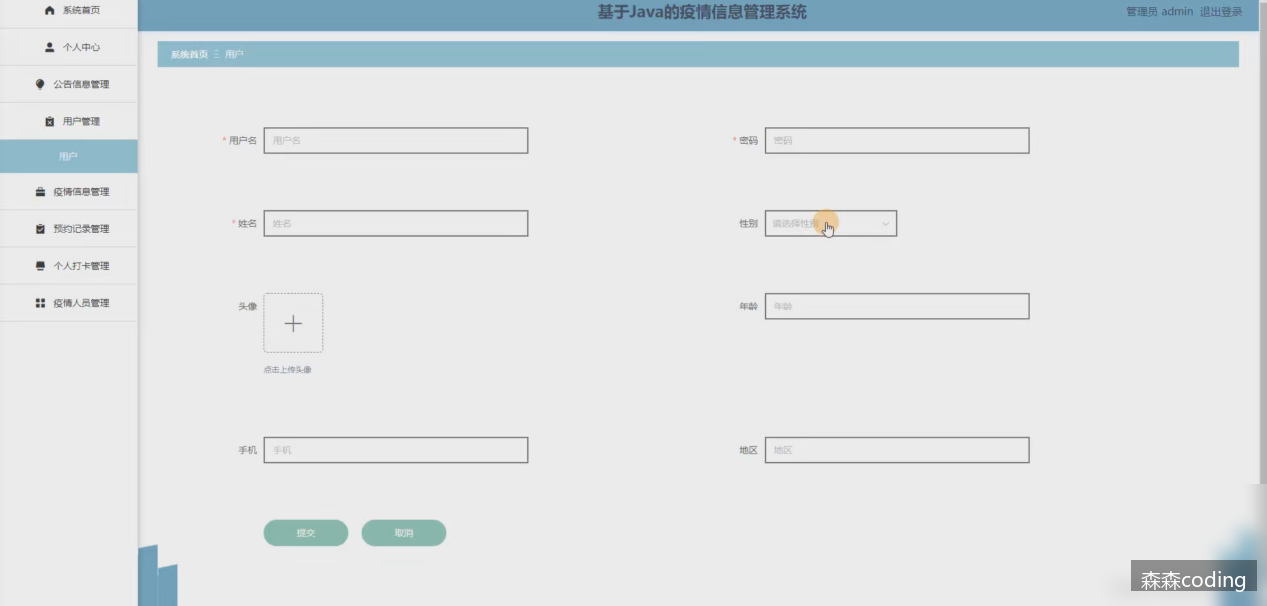 系统首页
个人中心
公告信息管理
用户管理
用户
疫情信息管理
预约记录管理
个人打卡管理
疫情人员管理
基于Java的疫情信息管理系统
管理员 admin 退出登录
系统首页 用户
* 用户名 用户名
* 密码 密码
* 姓名 姓名
性别 请选择性别
头像
点击上传头像
年龄 年龄
手机 手机
地区 地区
提交 取消
森森coding